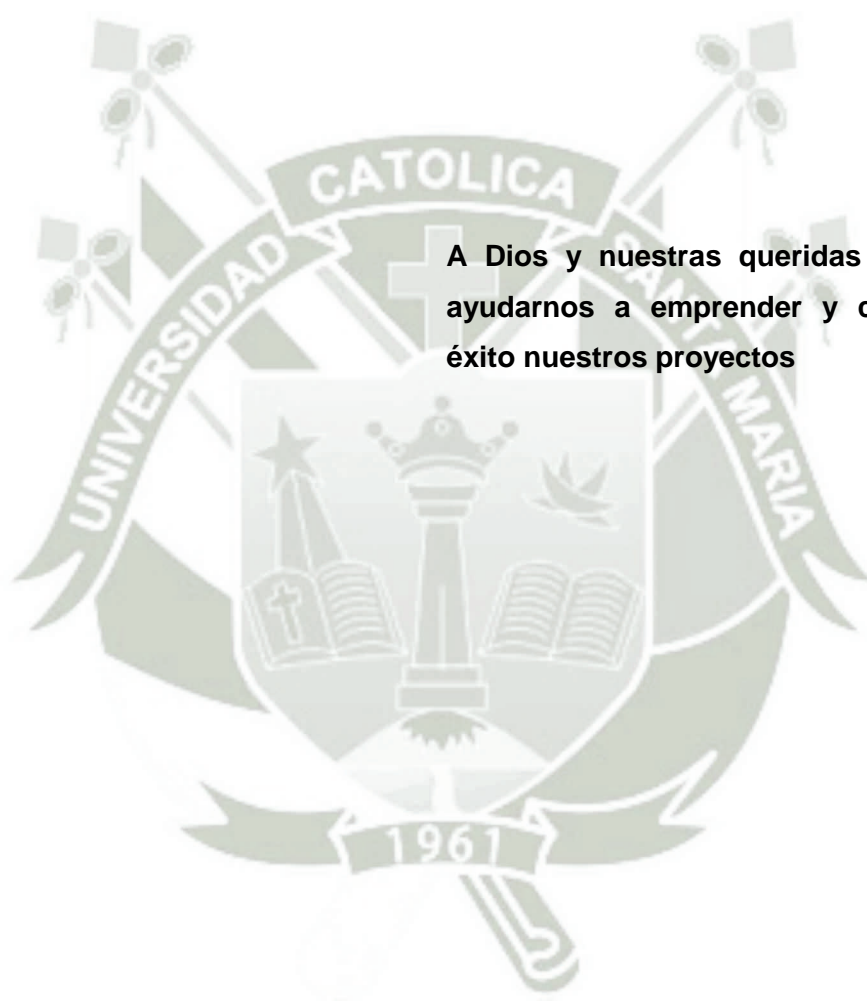 UNIVERSIDAD
CATOLICA
SANTA MARIA
A Dios y nuestras queridas
ayudarnos a emprender y
éxito nuestros proyectos
1961